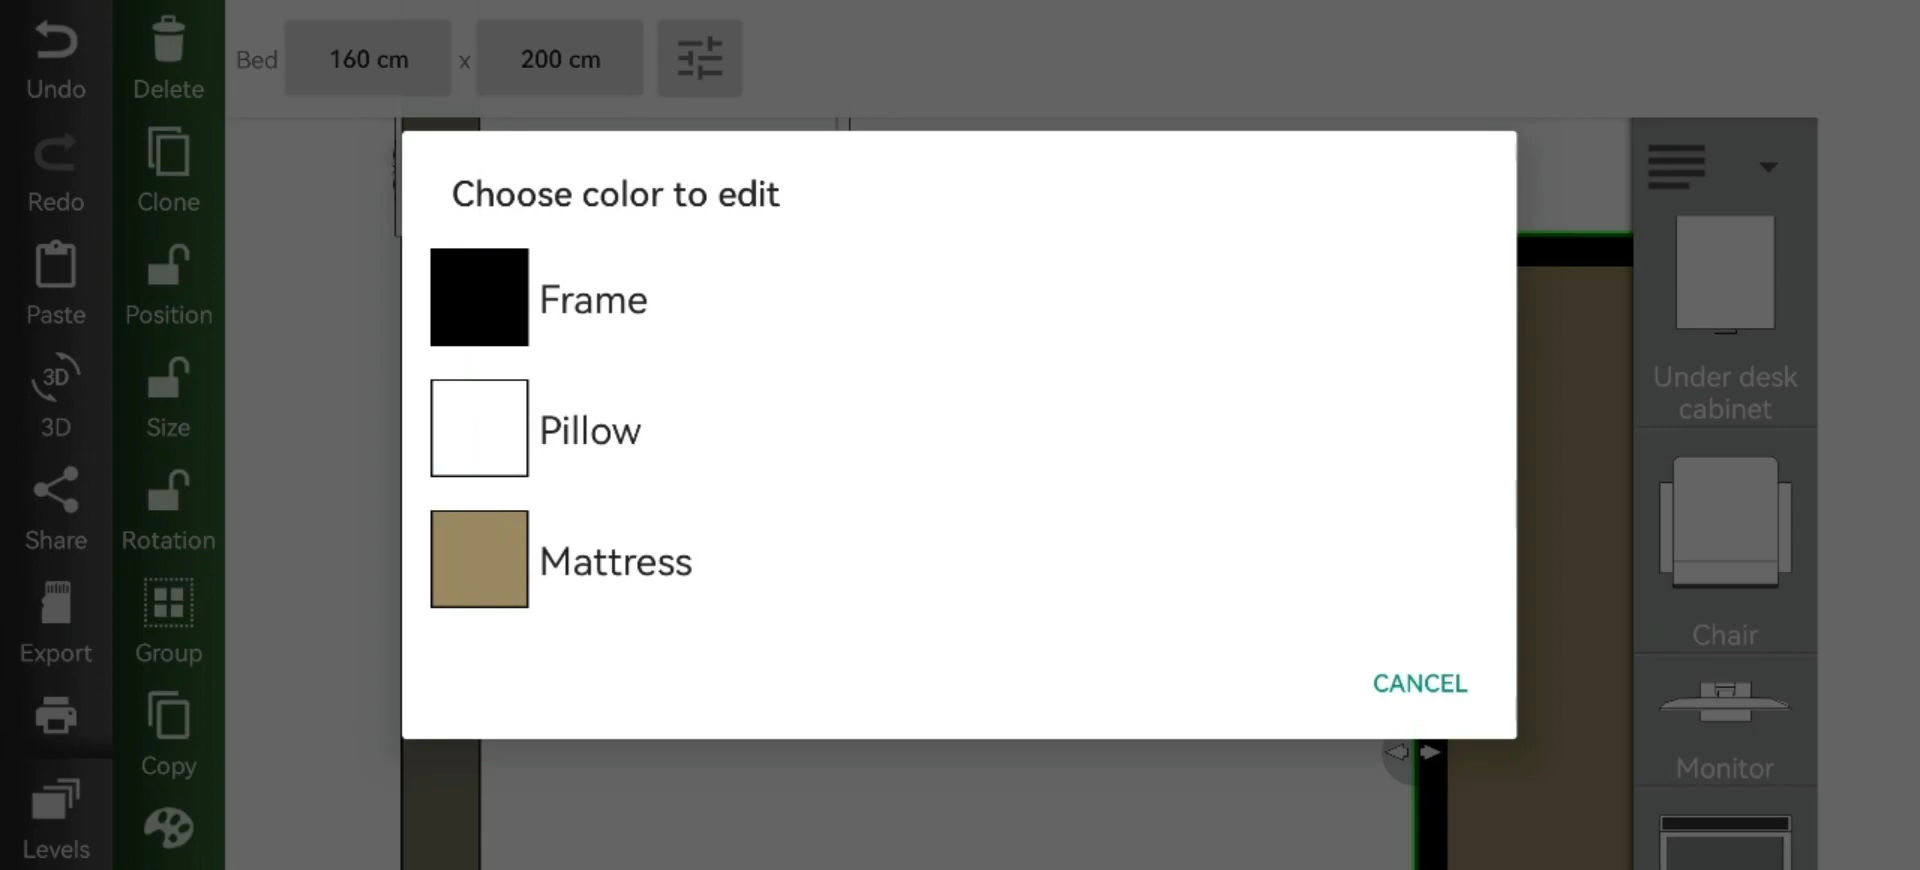 Undo
Redo
Paste
3D
3D
Share
Export
Levels
Delete
Clone
Position
Size
Rotation
Group
Copy
Bed 160 cm x 200 cm
Choose color to edit
Frame
Pillow
Mattress
CANCEL
Under desk
cabinet
Chair
Monitor